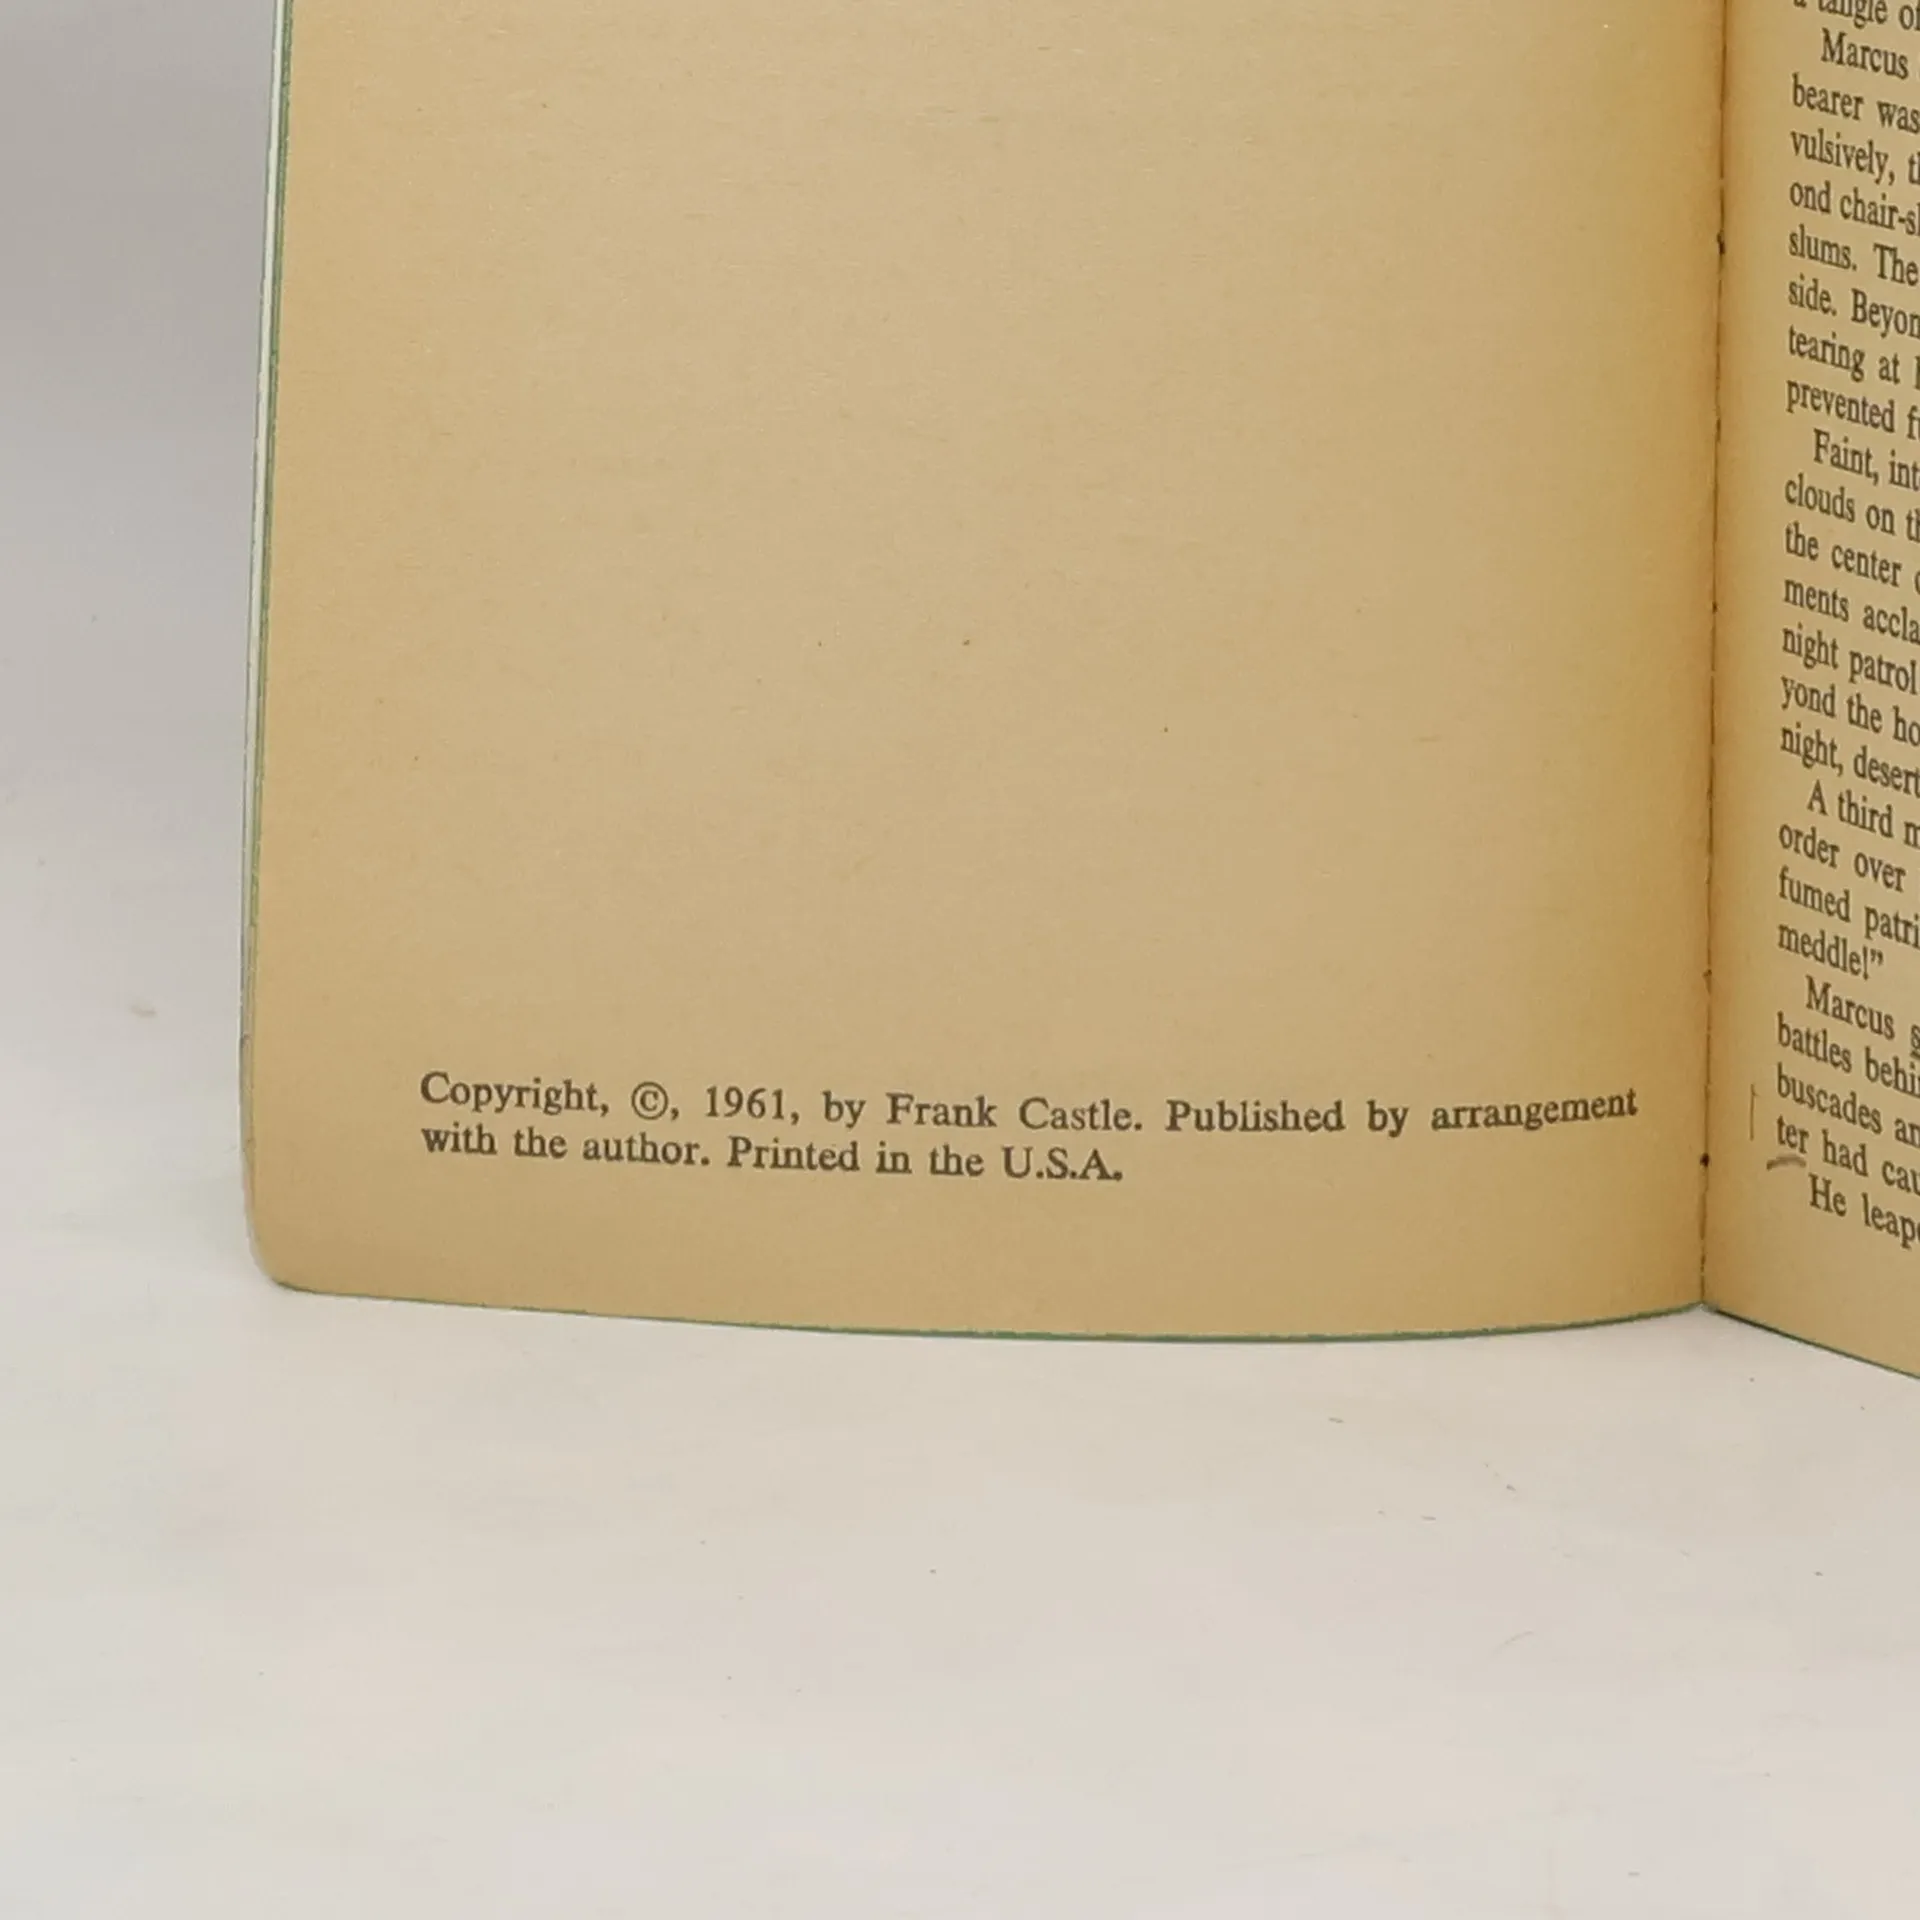 Copyright, ©, 1961, by Frank Castle. Published by arrangement
with the author. Printed in the U.S.A.
a tangle of
Marcus
bearer was
vulsively,
ond
slums. The
side.
tearing at
prevented
Faint,
clouds on
the center
ments
night patrol
yond the
night,
A third
order over
fumed
meddle!”
Marcus
battles
buscades
ter had
He